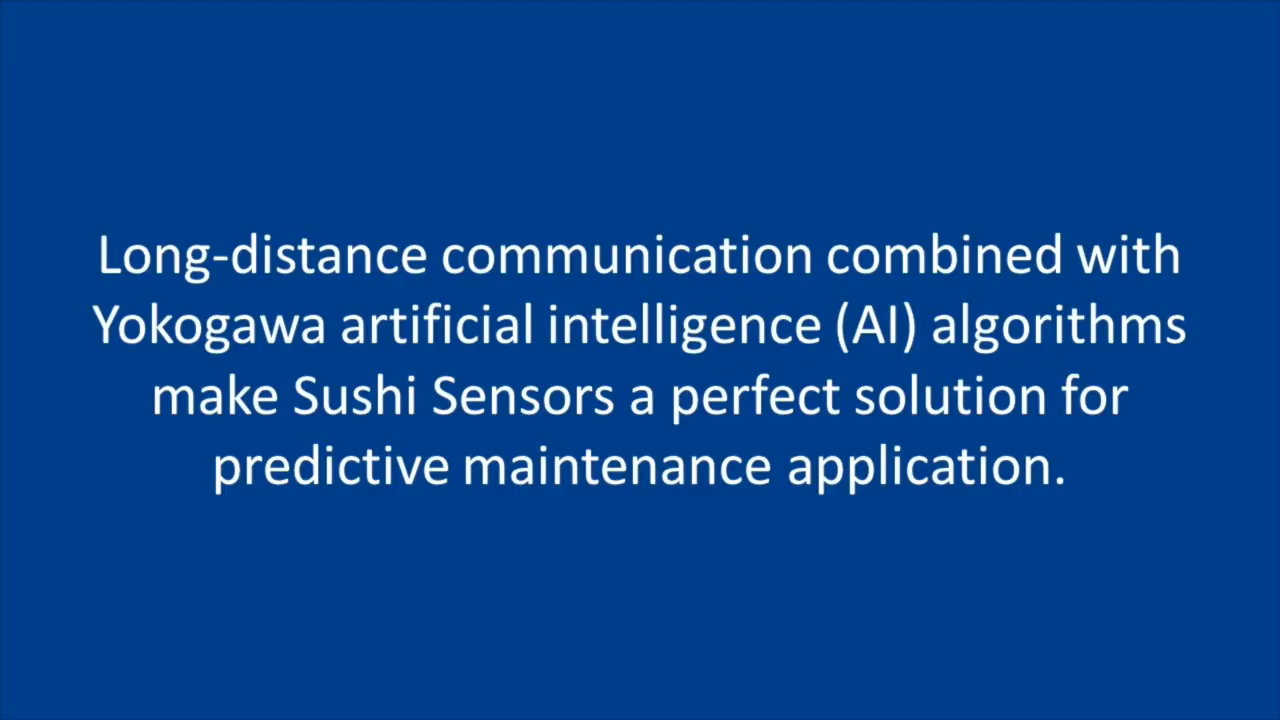 Long-distance communication combined with
Yokogawa artificial intelligence (AI) algorithms
make Sushi Sensors a perfect solution for
predictive maintenance application.